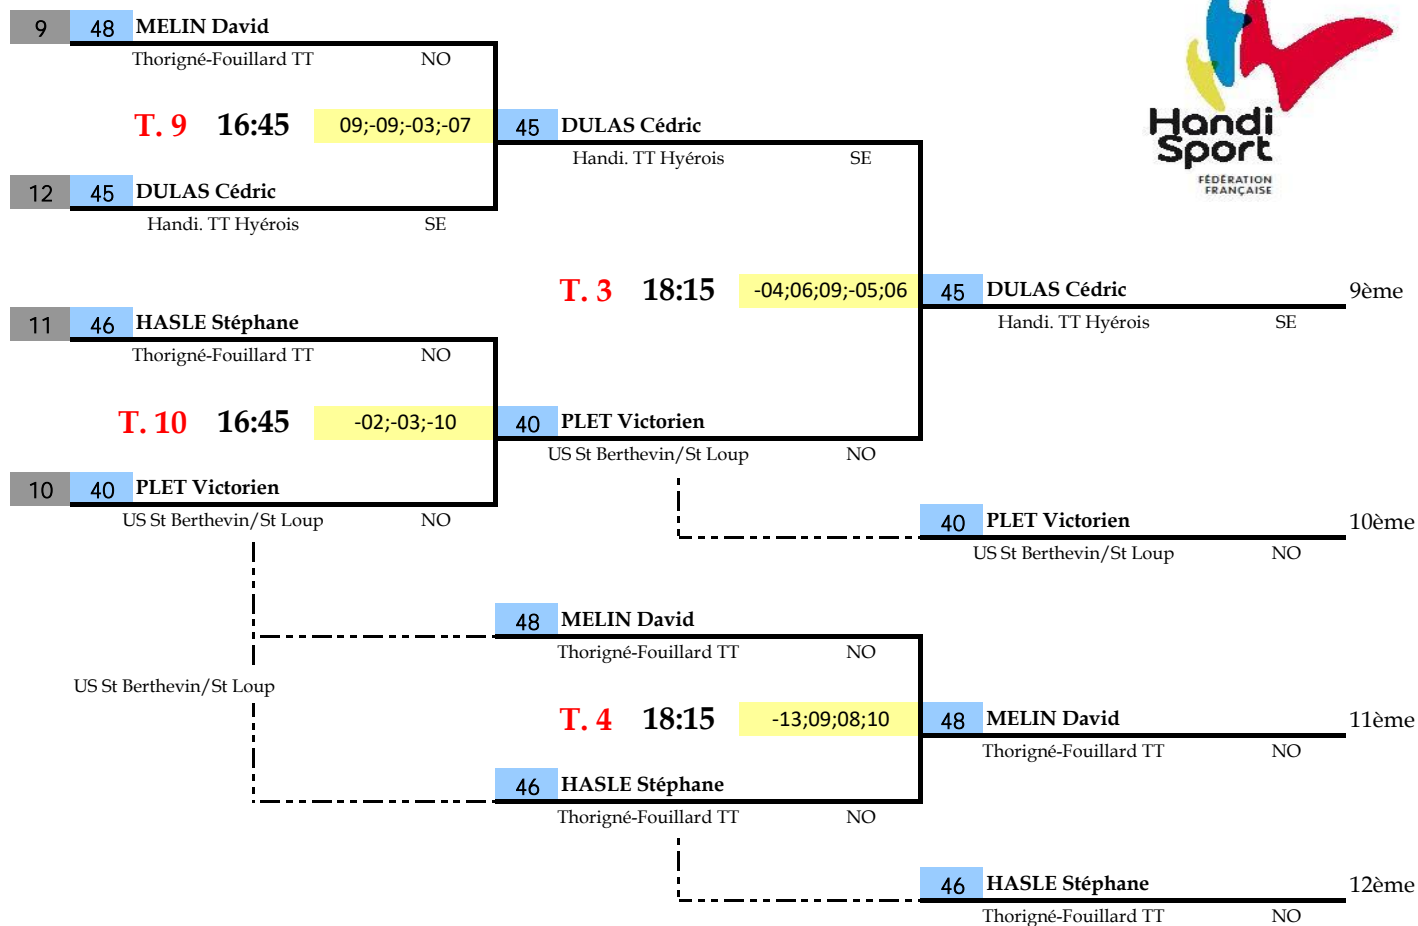 9 48 MELIN David
Thorigné-Fouillard TT NO
Handi
Sport
FÉDÉRATION
FRANÇAISE
T. 9 16:45 09;-09;-03;-07 45 DULAS Cédric
Handi. TT Hyérois SE
12 45 DULAS Cédric
Handi. TT Hyérois SE
T. 3 18:15 -04;06;09;-05;06 45 DULAS Cédric 9ème
Handi. TT Hyérois SE
11 46 HASLE Stéphane
Thorigné-Fouillard TT NO
T. 10 16:45 -02;-03;-10 40 PLET Victorien
US St Berthevin/St Loup NO
10 40 PLET Victorien
US St Berthevin/St Loup NO
40 PLET Victorien 10ème
US St Berthevin/St Loup NO
48 MELIN David
Thorigné-Fouillard TT NO
US St Berthevin/St Loup
T. 4 18:15 -13;09;08;10 48 MELIN David 11ème
Thorigné-Fouillard TT NO
46 HASLE Stéphane
Thorigné-Fouillard TT NO
46 HASLE Stéphane 12ème
Thorigné-Fouillard TT NO